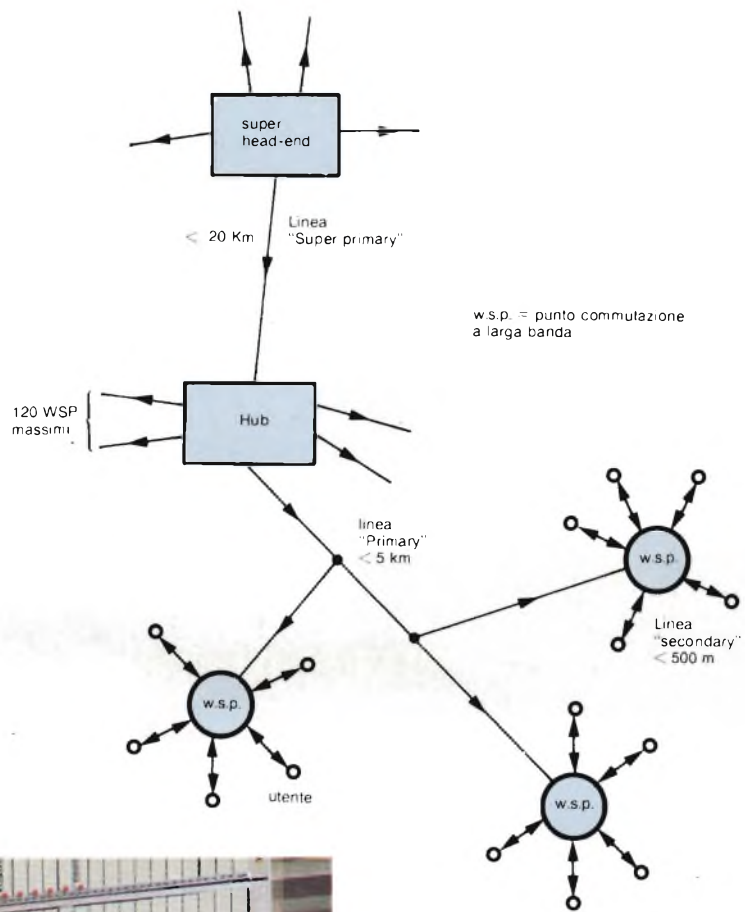 super
head-end
< 20 Km
Linea
"Super primary"
w.s.p. = punto commutazione
a larga banda
120 WSP
massimi
Hub
linea
"Primary"
< 5 km
w.s.p.
Linea
"secondary"
< 500 m
w.s.p.
utente
w.s.p.